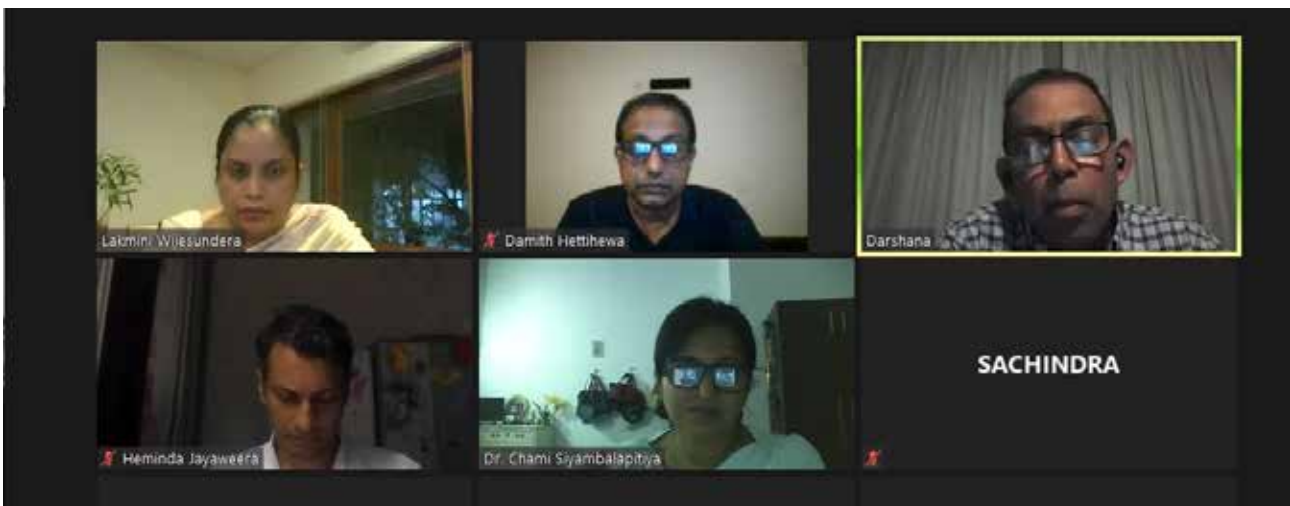 Lakmini Wijesundera
Damith Hettihewa
Darshana
Heminda Jayaweera
Dr. Chami Siyambalapitiya
SACHINDRA